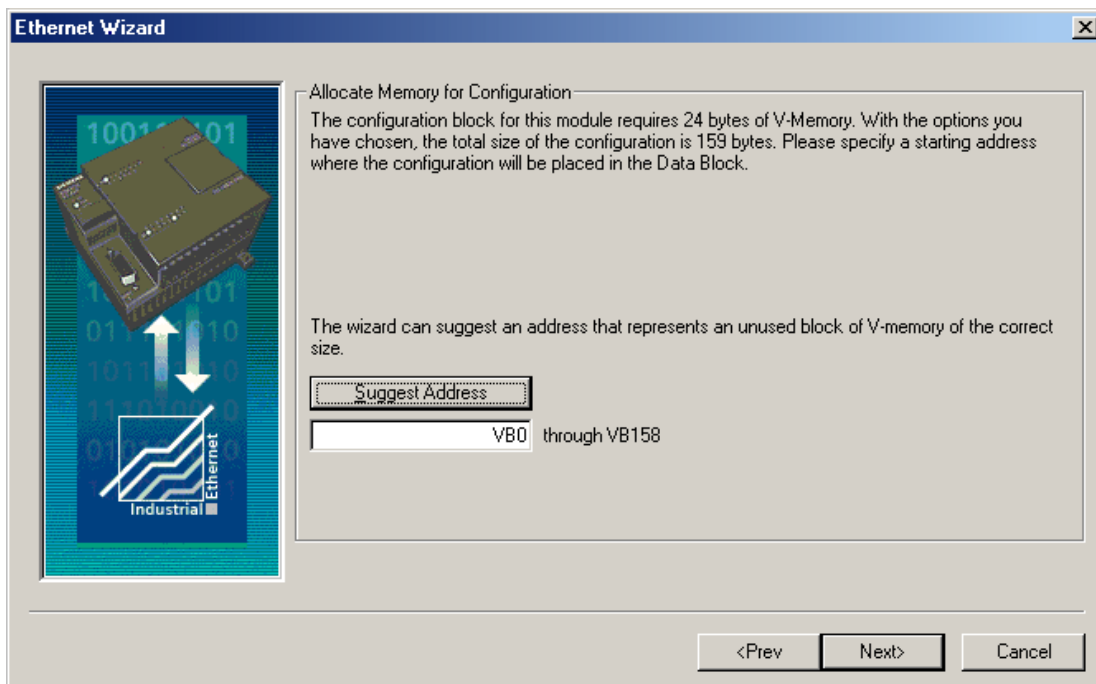 Ethernet Wizard
Allocate Memory for Configuration
The configuration block for this module requires 24 bytes of V-Memory. With the options you
have chosen, the total size of the configuration is 159 bytes. Please specify a starting address
where the configuration will be placed in the Data Block.
The wizard can suggest an address that represents an unused block of V-memory of the correct
size.
Suggest Address
VB0 through VB158
Industrial
Ethernet
<Prev
Next>
Cancel